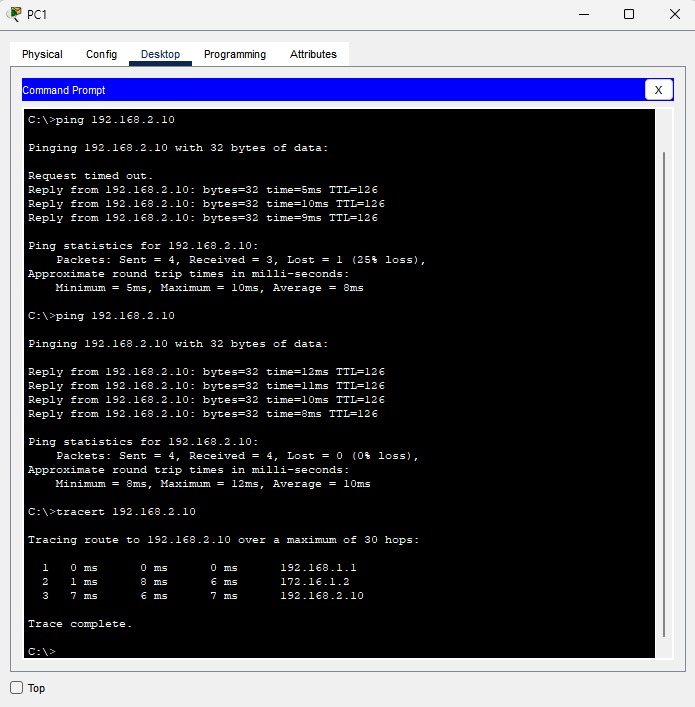 PC1
Physical Config Desktop Programming Attributes
Command Prompt X
C:\>ping 192.168.2.10
Pinging 192.168.2.10 with 32 bytes of data:
Request timed out.
Reply from 192.168.2.10: bytes=32 time=5ms TTL=126
Reply from 192.168.2.10: bytes=32 time=10ms TTL=126
Reply from 192.168.2.10: bytes=32 time=9ms TTL=126
Ping statistics for 192.168.2.10:
Packets: Sent = 4, Received = 3, Lost = 1 (25% loss),
Approximate round trip times in milli-seconds:
Minimum = 5ms, Maximum = 10ms, Average = 8ms
C:\>ping 192.168.2.10
Pinging 192.168.2.10 with 32 bytes of data:
Reply from 192.168.2.10: bytes=32 time=12ms TTL=126
Reply from 192.168.2.10: bytes=32 time=11ms TTL=126
Reply from 192.168.2.10: bytes=32 time=10ms TTL=126
Reply from 192.168.2.10: bytes=32 time=8ms TTL=126
Ping statistics for 192.168.2.10:
Packets: Sent = 4, Received = 4, Lost = 0 (0% loss),
Approximate round trip times in milli-seconds:
Minimum = 8ms, Maximum = 12ms, Average = 10ms
C:\>tracert 192.168.2.10
Tracing route to 192.168.2.10 over a maximum of 30 hops:
1 0 ms 0 ms 0 ms 192.168.1.1
2 1 ms 8 ms 6 ms 172.16.1.2
3 7 ms 6 ms 7 ms 192.168.2.10
Trace complete.
C:\>
Top